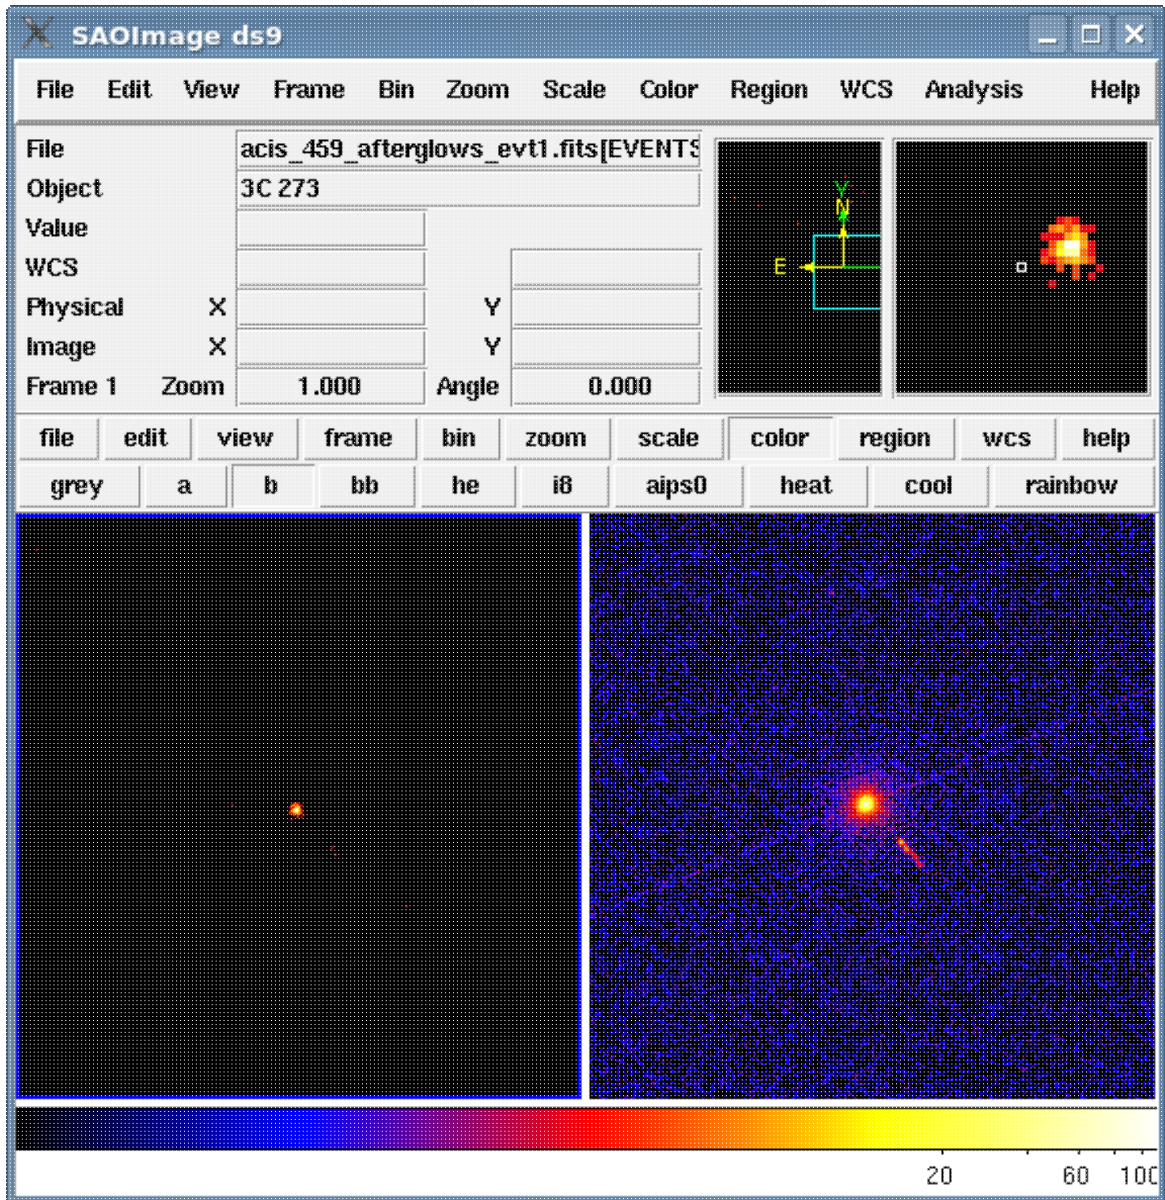 SAOImage ds9
File Edit View Frame Bin Zoom Scale Color Region WCS Analysis Help
File acis_459_afterglows_evt1.fits[EVENTS
Object 3C 273
Value
WCS
Physical X Y
Image X Y
Frame 1 Zoom 1.000 Angle 0.000
Y
N
E
file edit view frame bin zoom scale color region wcs help
grey a b bb he i8 aips0 heat cool rainbow
20 60 100